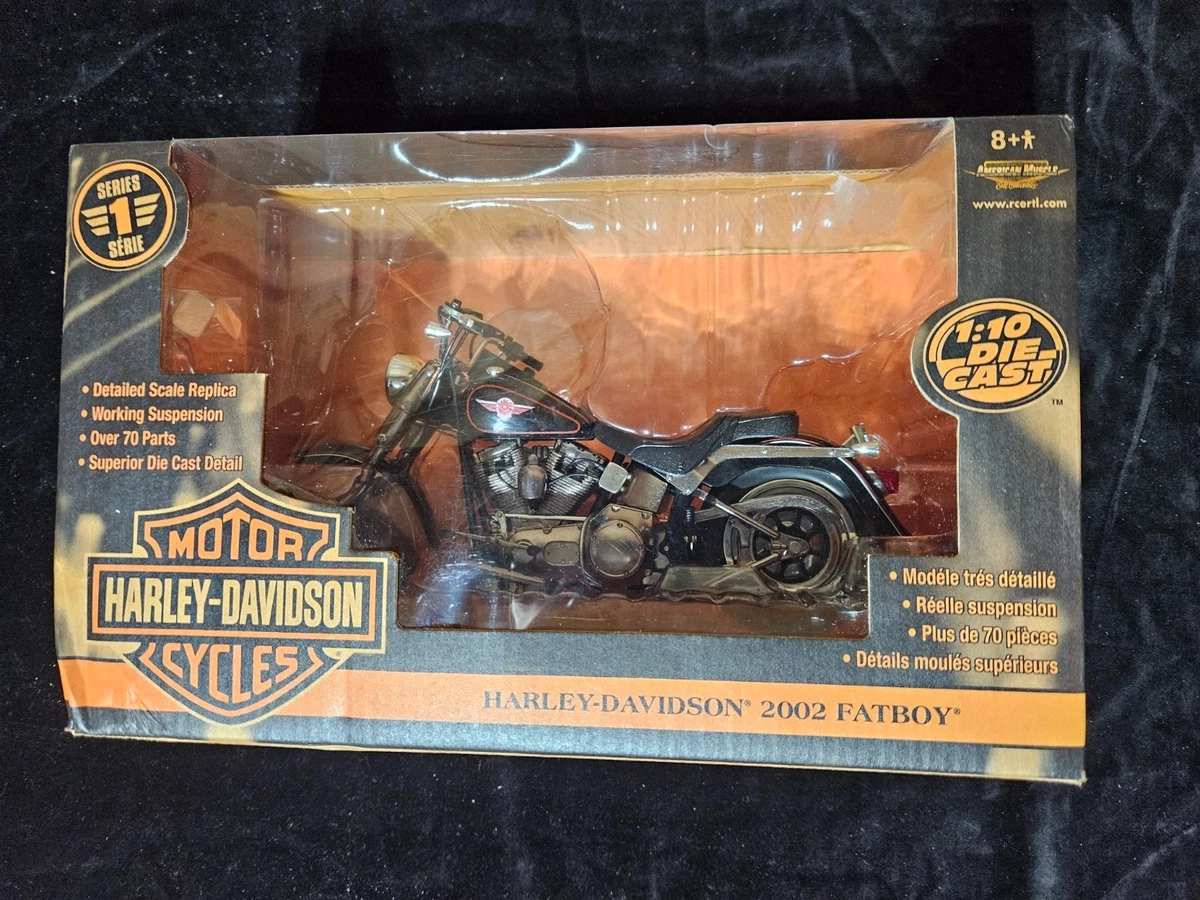 SERIES
1
SÉRIE
8+
AMERICAN MUSCLE
www.rcertl.com
1:10
DIE-
CAST
TM
• Detailed Scale Replica
• Working Suspension
• Over 70 Parts
• Superior Die Cast Detail
MOTOR
HARLEY-DAVIDSON
CYCLES
®
• Modéle trés détaillé
• Réelle suspension
• Plus de 70 pièces
• Détails moulés supérieurs
HARLEY-DAVIDSON® 2002 FATBOY®